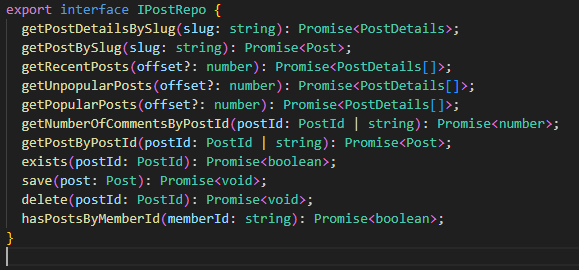 export interface IPostRepo {
  getPostDetailsBySlug(slug: string): Promise<PostDetails>;
  getPostBySlug(slug: string): Promise<Post>;
  getRecentPosts(offset?: number): Promise<PostDetails[]>;
  getUnpopularPosts(offset?: number): Promise<PostDetails[]>;
  getPopularPosts(offset?: number): Promise<PostDetails[]>;
  getNumberOfCommentsByPostId(postId: PostId | string): Promise<number>;
  getPostByPostId(postId: PostId | string): Promise<Post>;
  exists(postId: PostId): Promise<boolean>;
  save(post: Post): Promise<void>;
  delete(postId: PostId): Promise<void>;
  hasPostsByMemberId(memberId: string): Promise<boolean>;
}